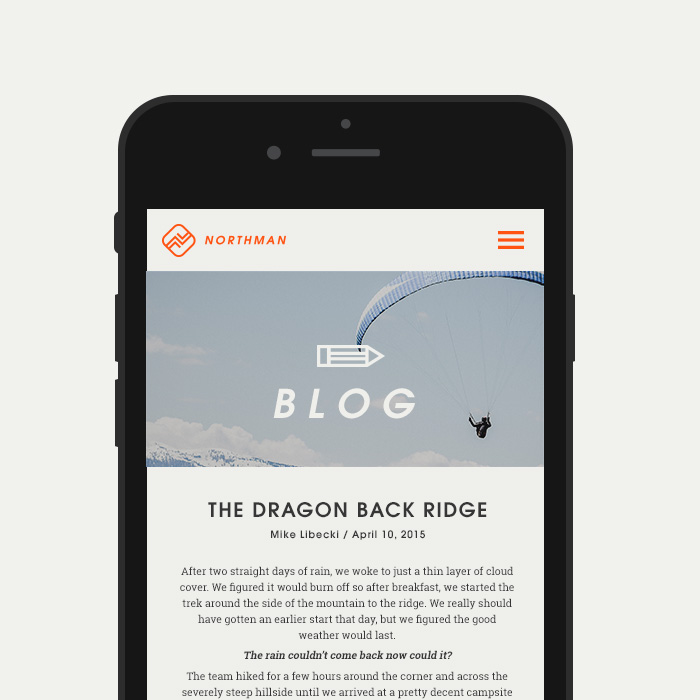 NORTHMAN
BLOG
THE DRAGON BACK RIDGE
Mike Libecki / April 10, 2015
After two straight days of rain, we woke to just a thin layer of cloud
cover. We figured it would burn off so after breakfast, we started the
trek around the side of the mountain to the ridge. We really should
have gotten an earlier start that day, but we figured the good
weather would last.
The rain couldn't come back now could it?
The team hiked for a few hours around the corner and across the
severely steep hillside until we arrived at a pretty decent campsite